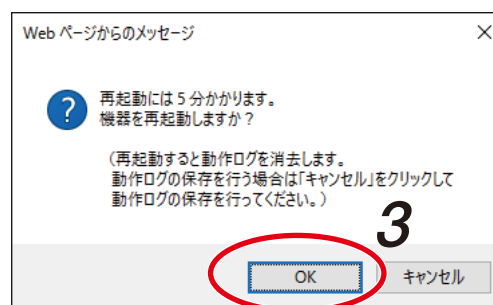 Web ページからのメッセージ
再起動には 5 分かかります。
機器を再起動しますか？
（再起動すると動作ログを消去します。
動作ログの保存を行う場合は「キャンセル」をクリックして
動作ログの保存を行ってください。）
3
OK
キャンセル